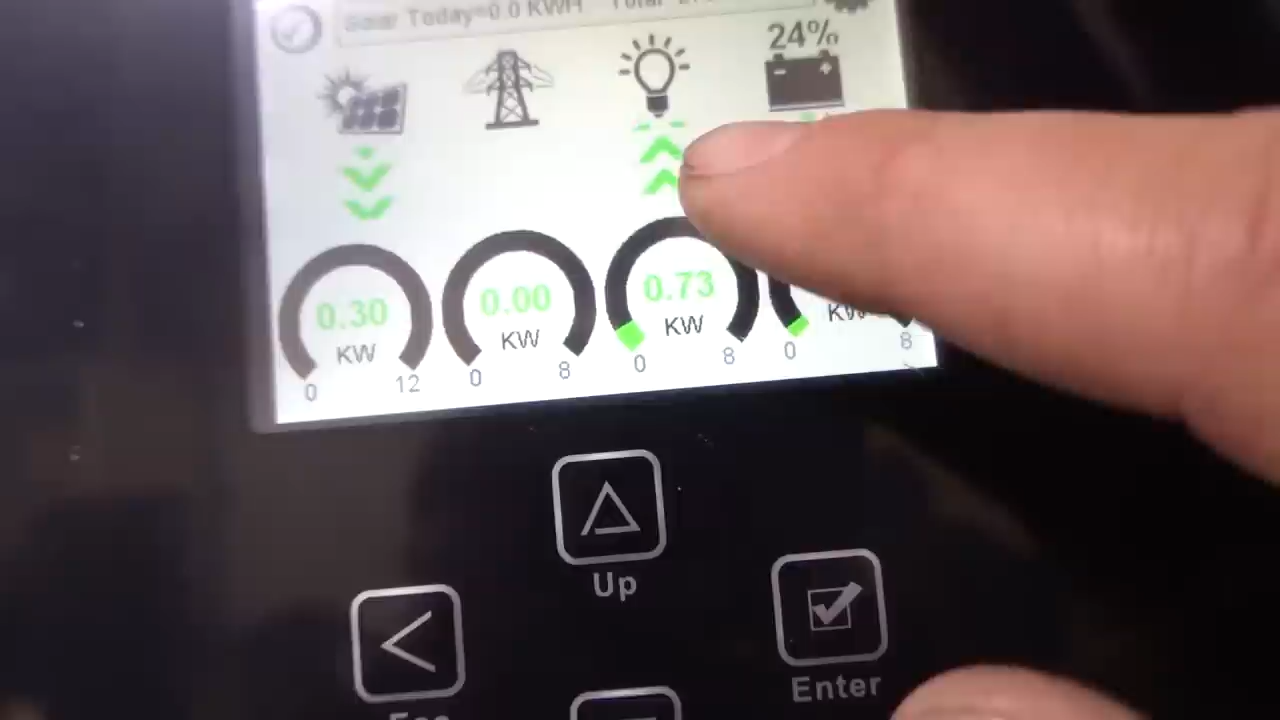 Solar Today=0.0 KWH Total
24%
0.30 0.00 0.73
KW KW KW KW
0 12 0 8 0 8 0 8
Up
Enter